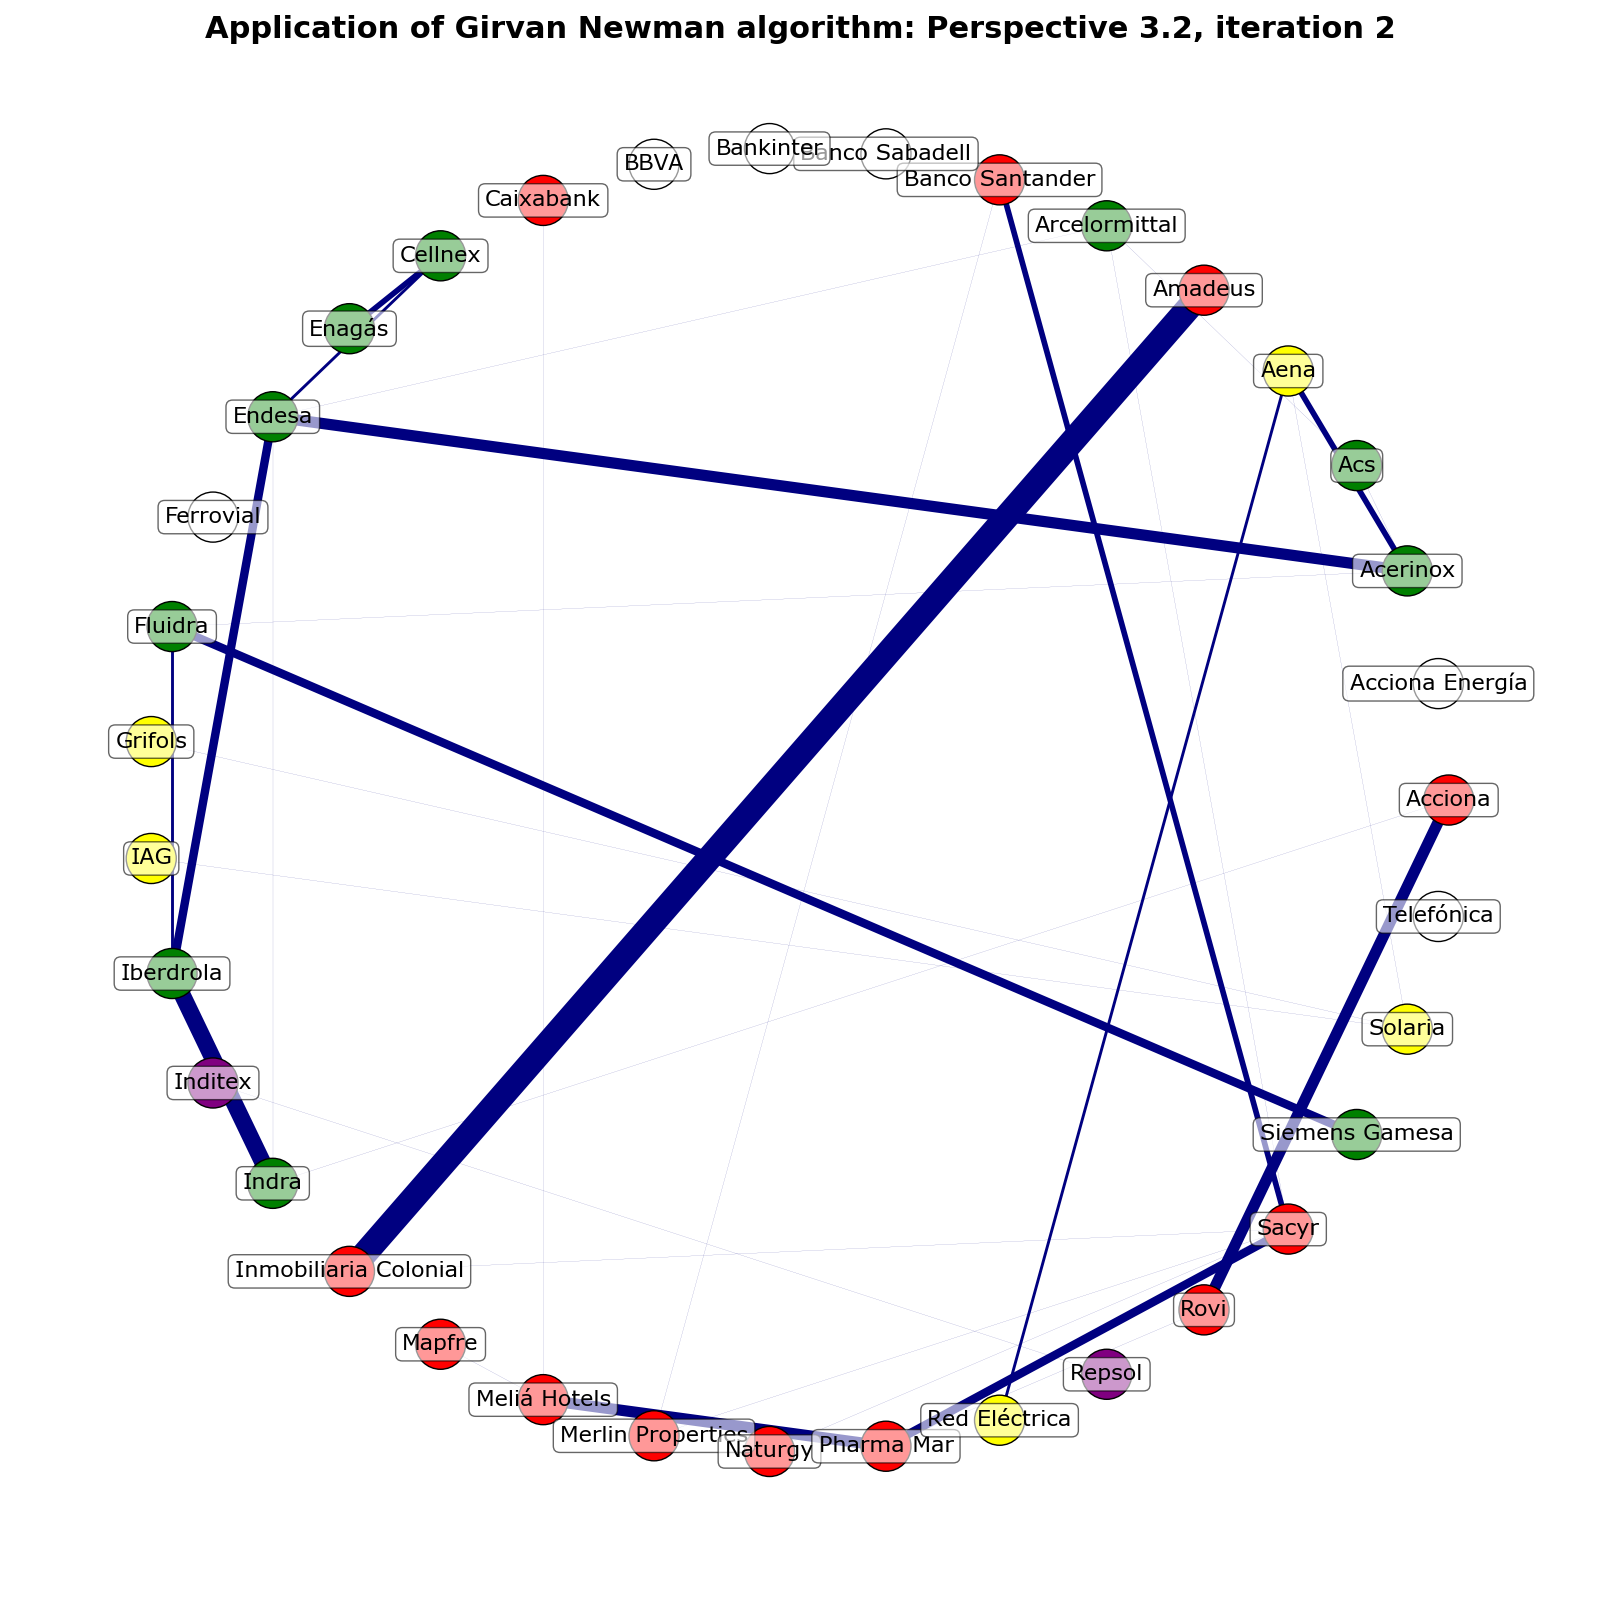 Application of Girvan Newman algorithm: Perspective 3.2, iteration 2
Bankinter
Banco Sabadell
BBVA
Banco Santander
Caixabank
Arcelormittal
Cellnex
Amadeus
Enagás
Aena
Endesa
Acs
Ferrovial
Acerinox
Fluidra
Acciona Energía
Grifols
Acciona
IAG
Telefónica
Iberdrola
Solaria
Inditex
Siemens Gamesa
Indra
Sacyr
Inmobiliaria Colonial
Rovi
Mapfre
Repsol
Meliá Hotels
Red Eléctrica
Merlin Properties
Naturgy
Pharma Mar